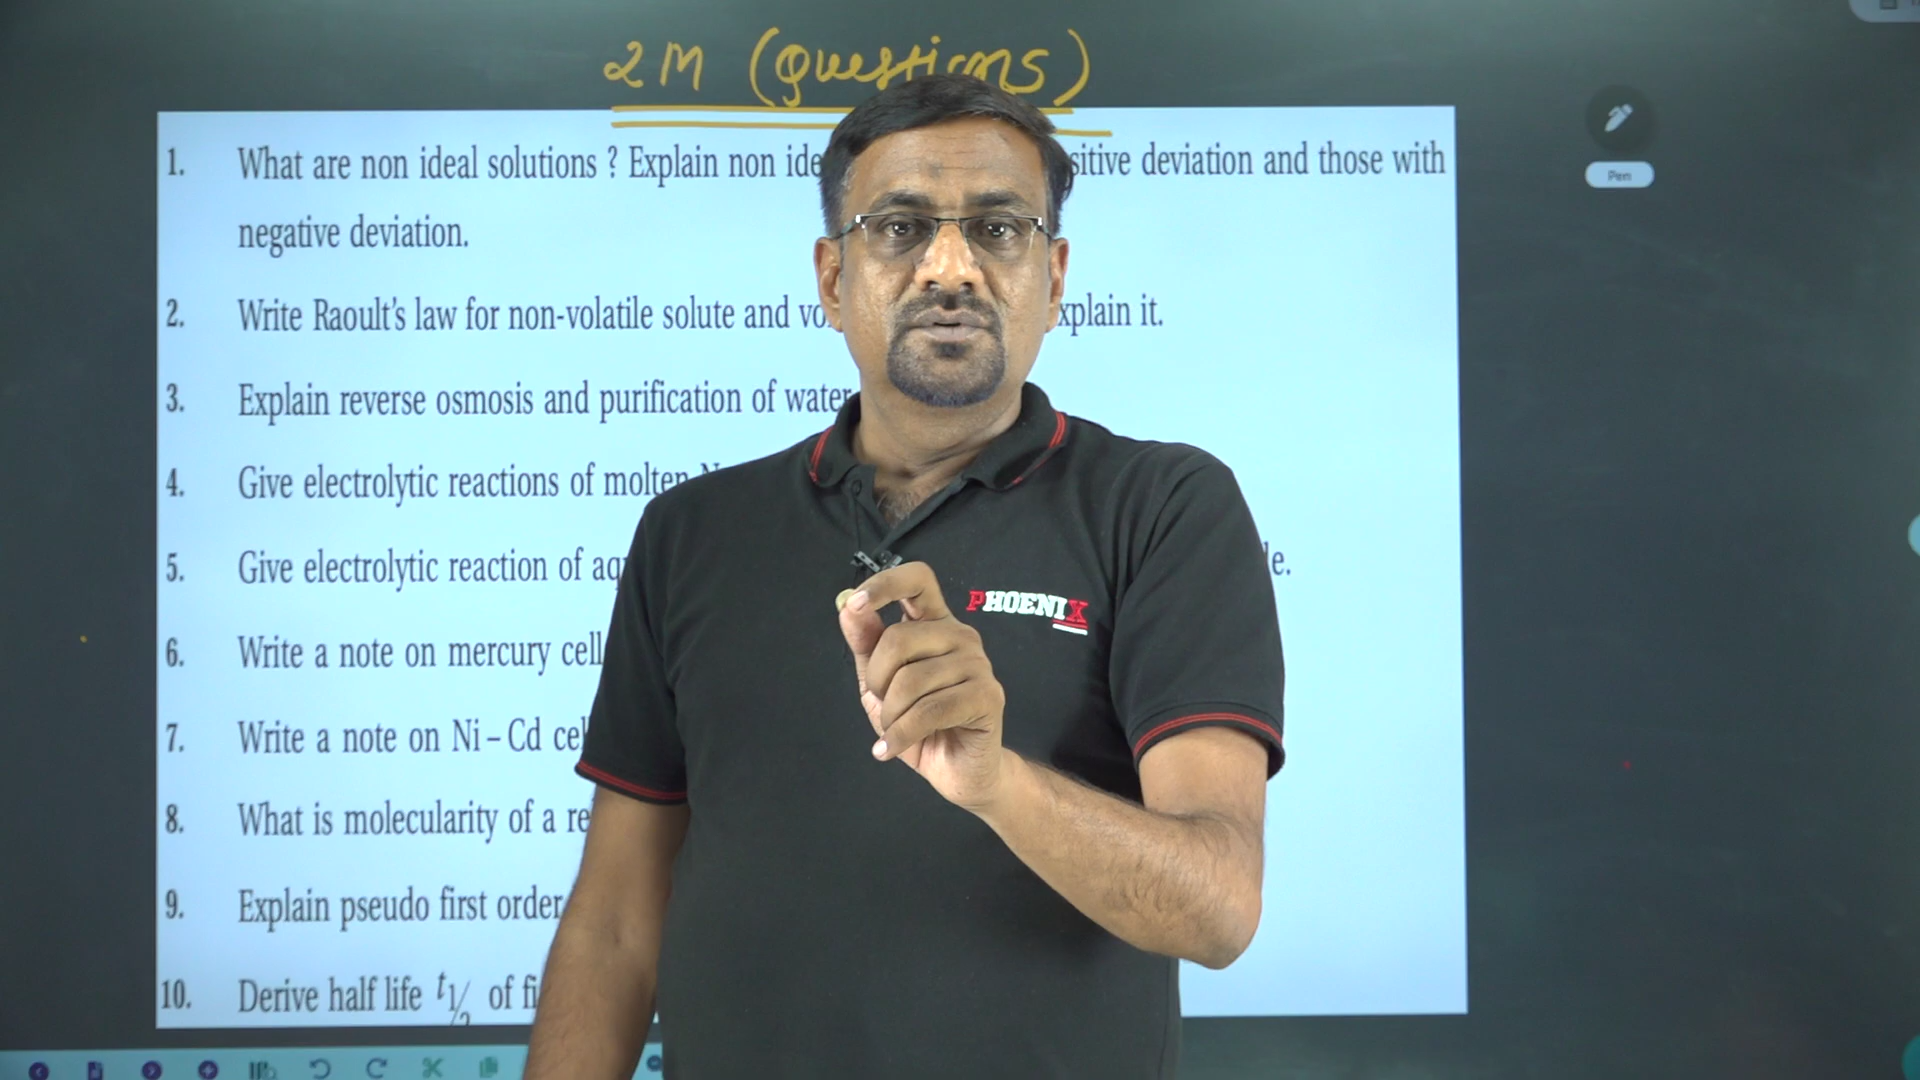 2M (Questions)
1. What are non ideal solutions ? Explain non ide sitive deviation and those with
negative deviation.
2. Write Raoult's law for non-volatile solute and vo xplain it.
3. Explain reverse osmosis and purification of water
4. Give electrolytic reactions of molten
5. Give electrolytic reaction of aq le.
6. Write a note on mercury cell
7. Write a note on Ni – Cd cel
8. What is molecularity of a re
9. Explain pseudo first order
10. Derive half life t1/2 of fi
Pen
PHOENIX